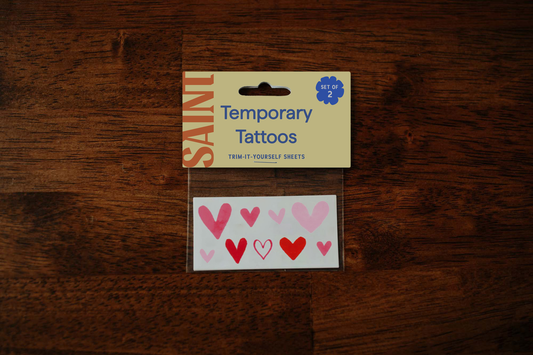 SAINT
SET OF
2
Temporary
Tattoos
TRIM-IT-YOURSELF SHEETS